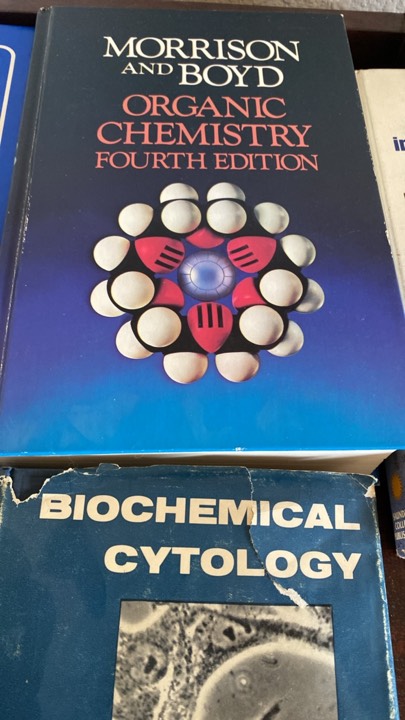 MORRISON
AND BOYD
ORGANIC
CHEMISTRY
FOURTH EDITION
BIOCHEMICAL
CYTOLOGY